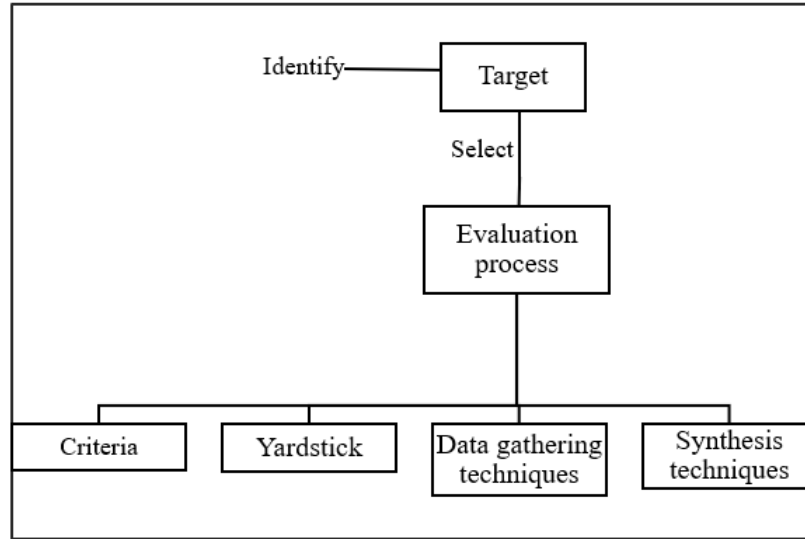 Identify
Target
Select
Evaluation
process
Criteria
Yardstick
Data gathering
techniques
Synthesis
techniques